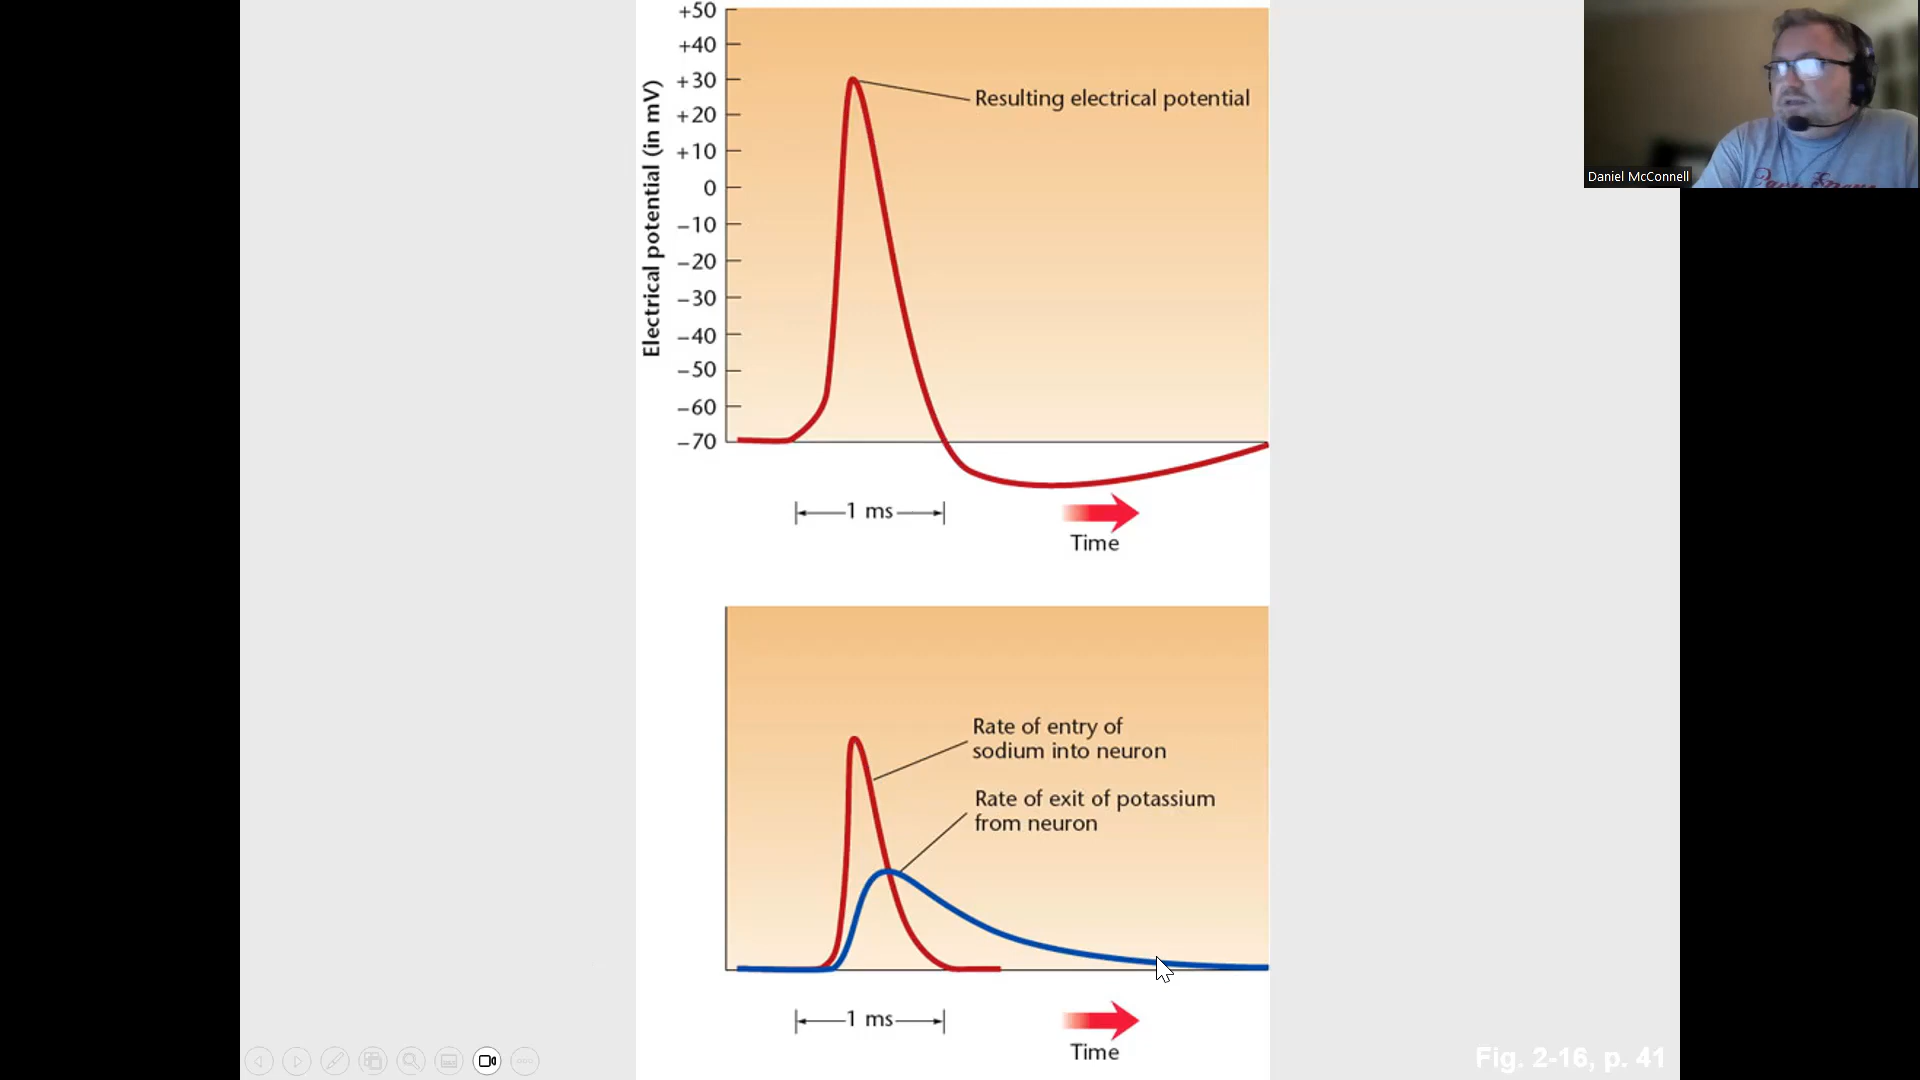 +50
+40
+30
+20
+10
0
−10
−20
−30
−40
−50
−60
−70
Electrical potential (in mV)
Resulting electrical potential
1 ms
Time
Rate of entry of
sodium into neuron
Rate of exit of potassium
from neuron
1 ms
Time
Fig. 2-16, p. 41
Daniel McConnell